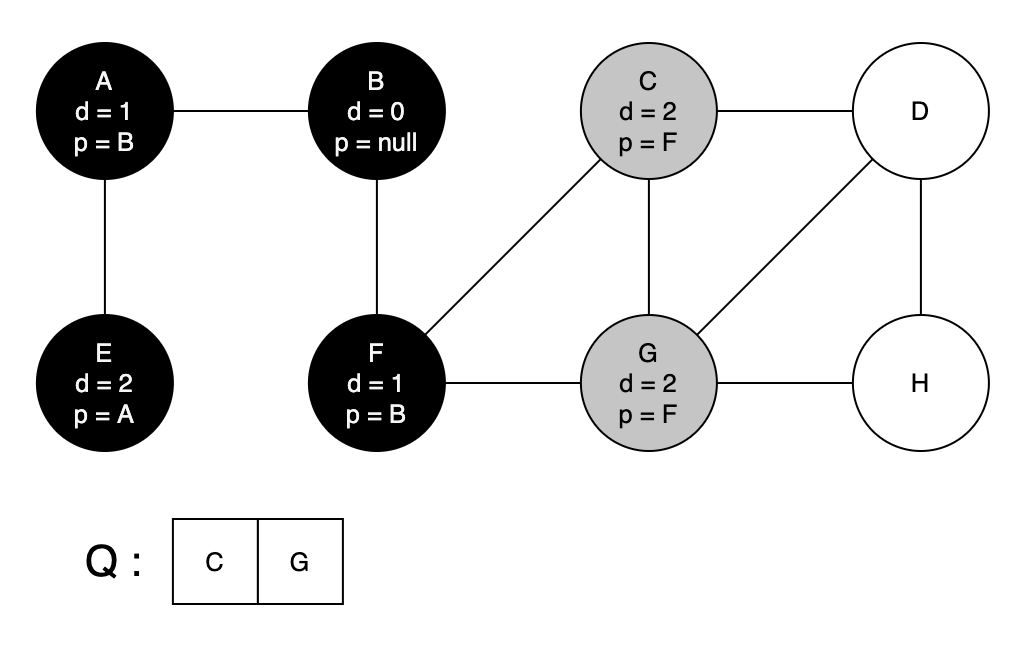 A
d = 1
p = B
B
d = 0
p = null
C
d = 2
p = F
D
E
d = 2
p = A
F
d = 1
p = B
G
d = 2
p = F
H
Q : C G